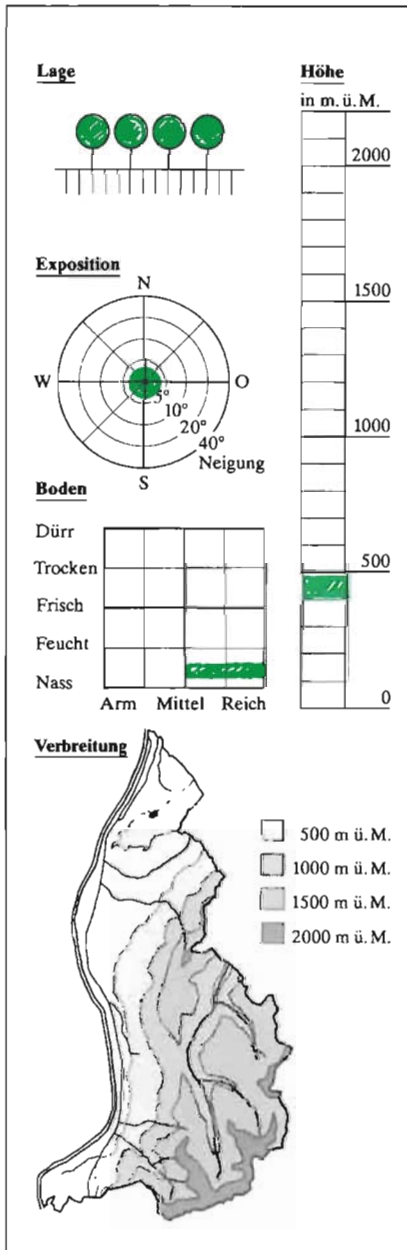 Lage
Höhe
in m. ü. M.
2000
1500
1000
500
0
Exposition
N
W
O
S
5°
10°
20°
40°
Neigung
Boden
Dürr
Trocken
Frisch
Feucht
Nass
Arm Mittel Reich
Verbreitung
500 m ü. M.
1000 m ü. M.
1500 m ü. M.
2000 m ü. M.